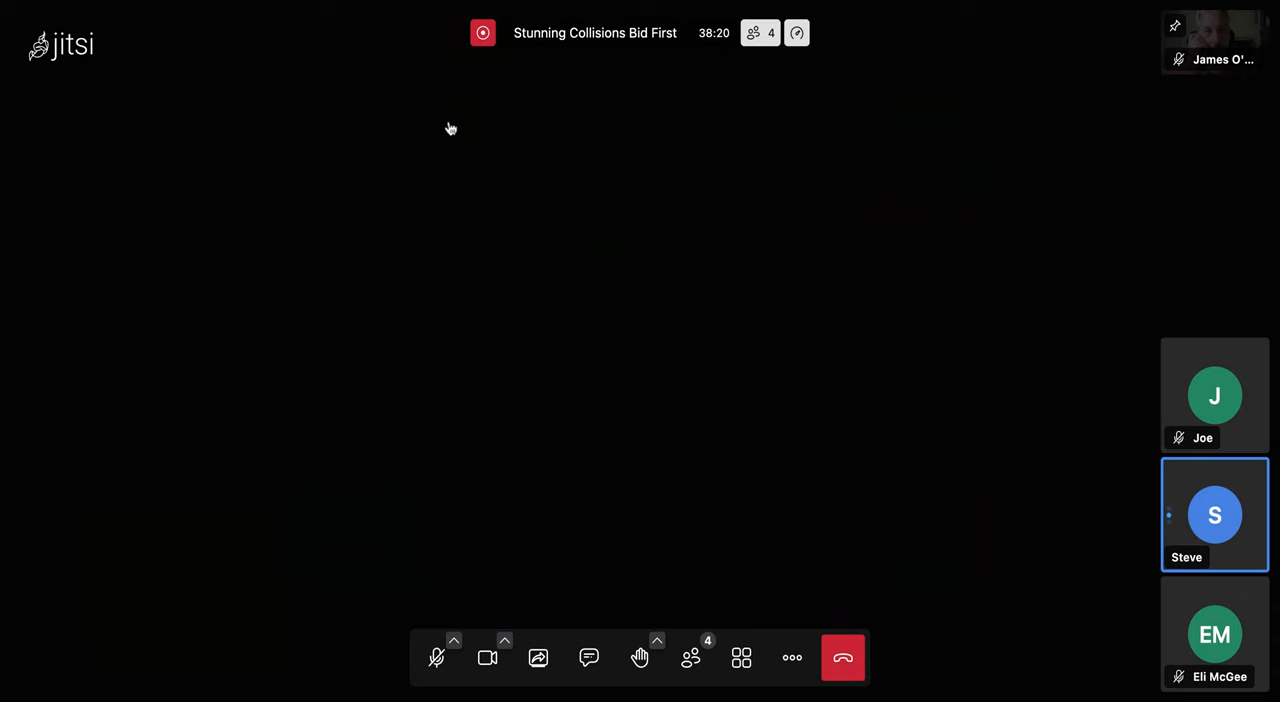 jitsi
Stunning Collisions Bid First 38:20 4
James O'...
J
Joe
S
Steve
EM
Eli McGee
4